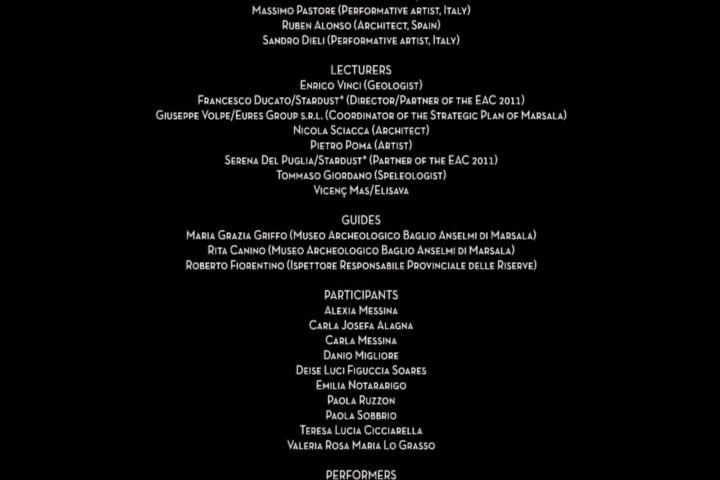 Massimo Pastore (Performative artist, Italy)
Ruben Alonso (Architect, Spain)
Sandro Dieli (Performative artist, Italy)
LECTURERS
Enrico Vinci (Geologist)
Francesco Ducato/Stardust* (Director/Partner of the EAC 2011)
Giuseppe Volpe/Eures Group s.r.l. (Coordinator of the Strategic Plan of Marsala)
Nicola Sciacca (Architect)
Pietro Poma (Artist)
Serena Del Puglia/Stardust* (Partner of the EAC 2011)
Tommaso Giordano (Speleologist)
Vicenç Mas/Elisava
GUIDES
Maria Grazia Griffo (Museo Archeologico Baglio Anselmi di Marsala)
Rita Canino (Museo Archeologico Baglio Anselmi di Marsala)
Roberto Fiorentino (Ispettore Responsabile Provinciale delle Riserve)
PARTICIPANTS
Alexia Messina
Carla Josefa Alagna
Carla Messina
Danio Migliore
Deise Luci Figuccia Soares
Emilia Notararigo
Paola Ruzzon
Paola Sobbrio
Teresa Lucia Cicciarella
Valeria Rosa Maria Lo Grasso
PERFORMERS